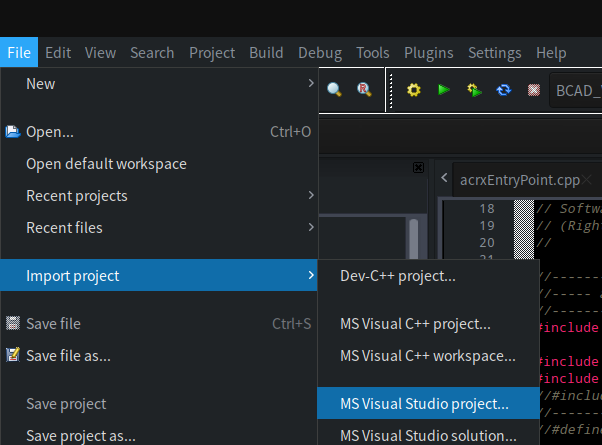 File Edit View Search Project Build Debug Tools Plugins Settings Help
New
Open... Ctrl+O
Open default workspace
Recent projects
Recent files
Import project
Save file Ctrl+S
Save file as...
Save project
Save project as...
Dev-C++ project...
MS Visual C++ project...
MS Visual C++ workspace...
MS Visual Studio project...
MS Visual Studio solution...
BCAD_
acrxEntryPoint.cpp
18 // Softwa
19 // (Righ
20 //
21
//------
//-----
//------
#include
#include
#include
//#inclu
//------
//#defin